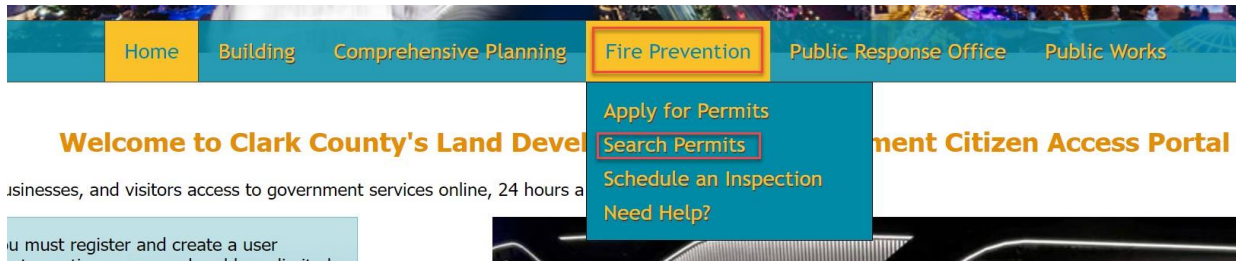 Home Building Comprehensive Planning Fire Prevention Public Response Office Public Works
Apply for Permits
Welcome to Clark County's Land Devel
Search Permits
ment Citizen Access Portal
Schedule an Inspection
usinesses, and visitors access to government services online, 24 hours a
Need Help?
u must register and create a user